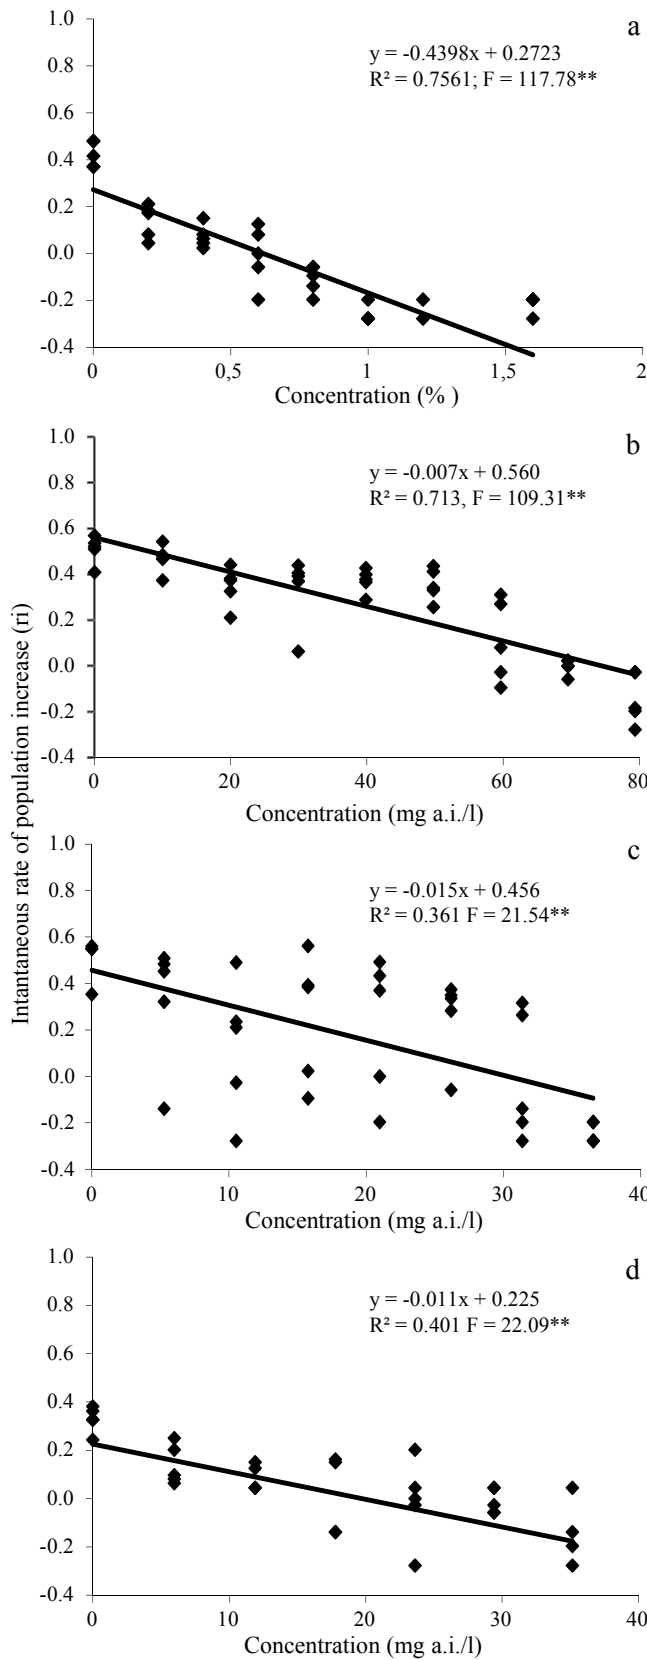 a
y = -0.4398x + 0.2723
R² = 0.7561; F = 117.78**
1.0
0.8
0.6
0.4
0.2
0.0
-0.2
-0.4
0 0,5 1 1,5 2
Concentration (% )
b
y = -0.007x + 0.560
R² = 0.713, F = 109.31**
1.0
0.8
0.6
0.4
0.2
0.0
-0.2
-0.4
0 20 40 60 80
Concentration (mg a.i./l)
Intantaneous rate of population increase (ri)
c
y = -0.015x + 0.456
R² = 0.361 F = 21.54**
1.0
0.8
0.6
0.4
0.2
0.0
-0.2
-0.4
0 10 20 30 40
Concentration (mg a.i./l)
d
y = -0.011x + 0.225
R² = 0.401 F = 22.09**
1.0
0.8
0.6
0.4
0.2
0.0
-0.2
-0.4
0 10 20 30 40
Concentration (mg a.i./l)